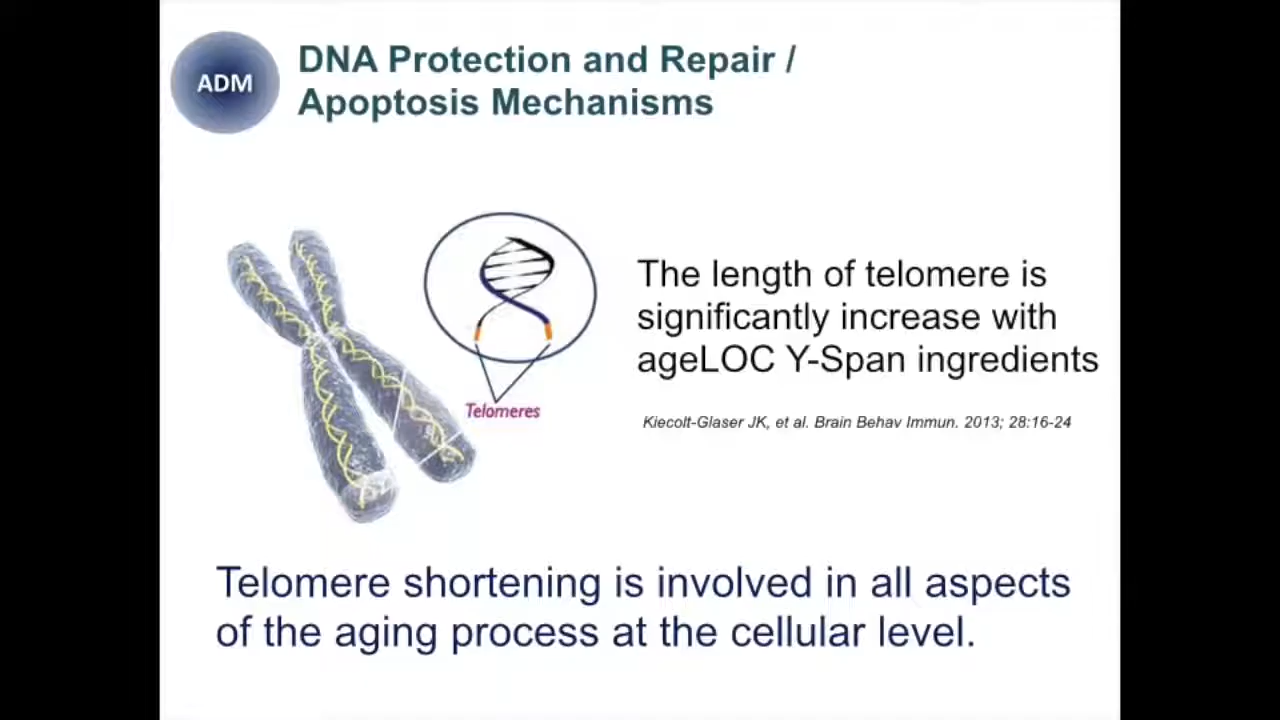 ADM
DNA Protection and Repair /
Apoptosis Mechanisms
The length of telomere is
significantly increase with
ageLOC Y-Span ingredients
Telomeres
Kiecolt-Glaser JK, et al. Brain Behav Immun. 2013; 28:16-24
Telomere shortening is involved in all aspects
of the aging process at the cellular level.